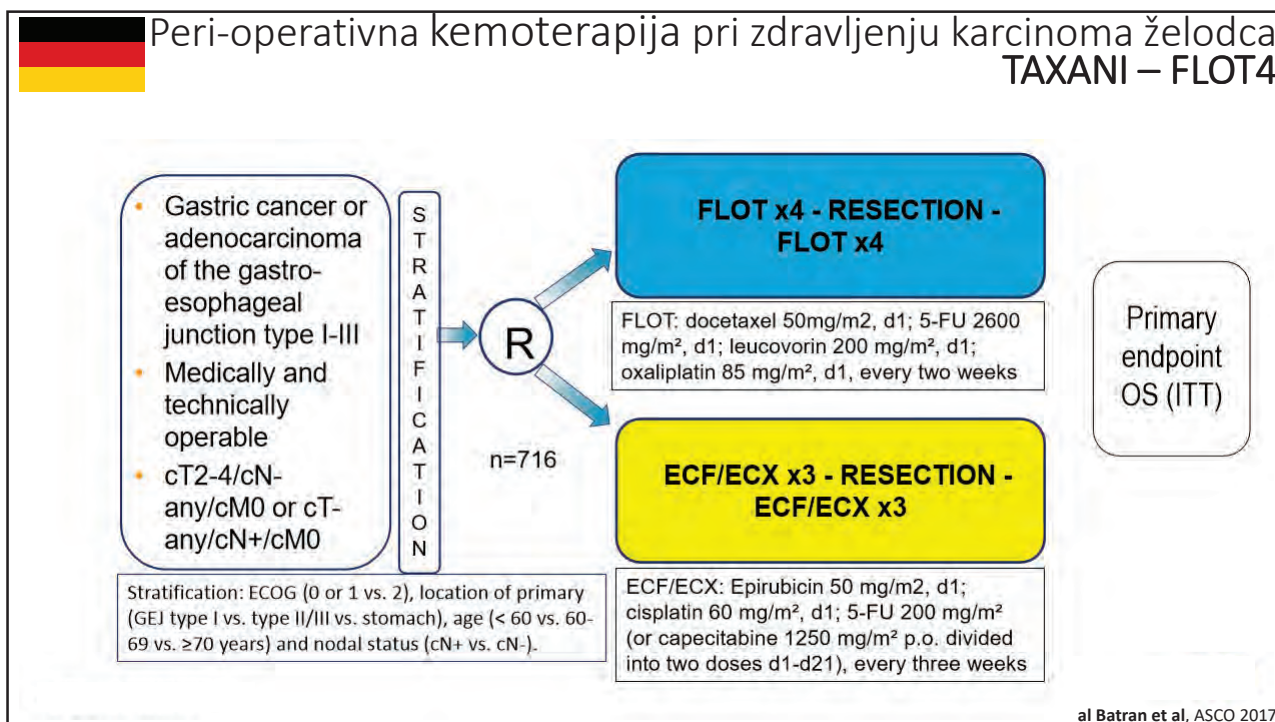 Peri-operativna kemoterapija pri zdravljenju karcinoma želodca
TAXANI – FLOT4
• Gastric cancer or
adenocarcinoma
of the gastro-
esophageal
junction type I-III
• Medically and
technically
operable
• cT2-4/cN-
any/cM0 or cT-
any/cN+/cM0
S
T
R
A
T
I
F
I
C
A
T
I
O
N
Stratification: ECOG (0 or 1 vs. 2), location of primary
(GEJ type I vs. type II/III vs. stomach), age (< 60 vs. 60-
69 vs. ≥70 years) and nodal status (cN+ vs. cN-).
R
n=716
FLOT x4 - RESECTION -
FLOT x4
FLOT: docetaxel 50mg/m2, d1; 5-FU 2600
mg/m², d1; leucovorin 200 mg/m², d1;
oxaliplatin 85 mg/m², d1, every two weeks
ECF/ECX x3 - RESECTION -
ECF/ECX x3
ECF/ECX: Epirubicin 50 mg/m2, d1;
cisplatin 60 mg/m², d1; 5-FU 200 mg/m²
(or capecitabine 1250 mg/m² p.o. divided
into two doses d1-d21), every three weeks
Primary
endpoint
OS (ITT)
al Batran et al, ASCO 2017